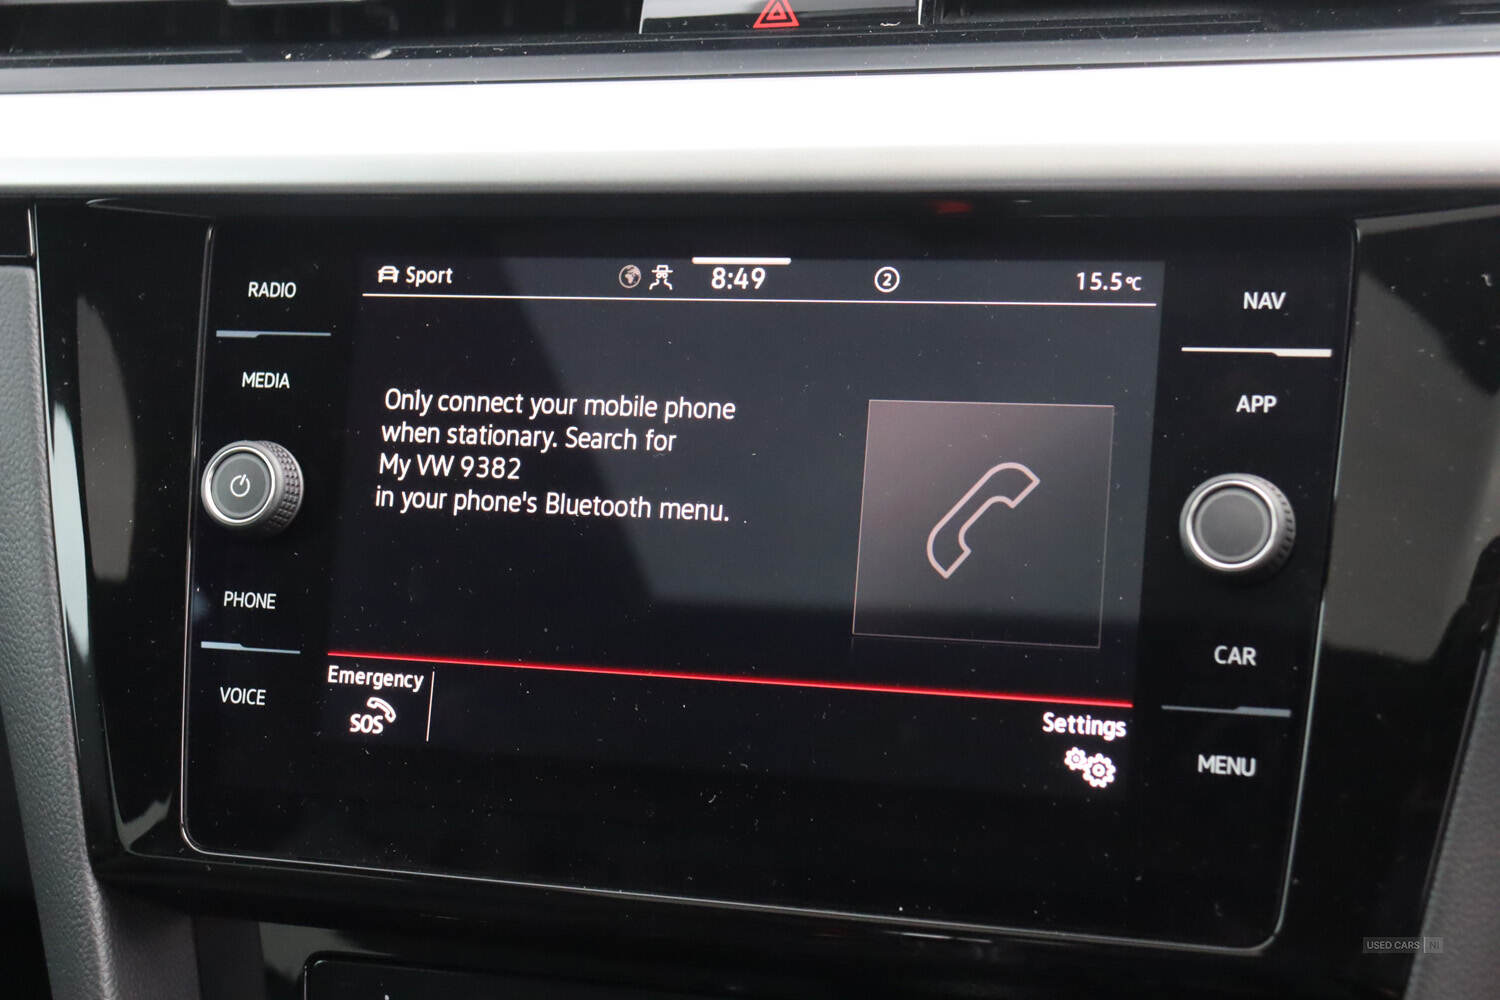 RADIO
MEDIA
PHONE
VOICE
Sport
8:49
2
15.5°C
Only connect your mobile phone
when stationary. Search for
My VW 9382
in your phone's Bluetooth menu.
Emergency
SOS
Settings
NAV
APP
CAR
MENU
USED CARS NI